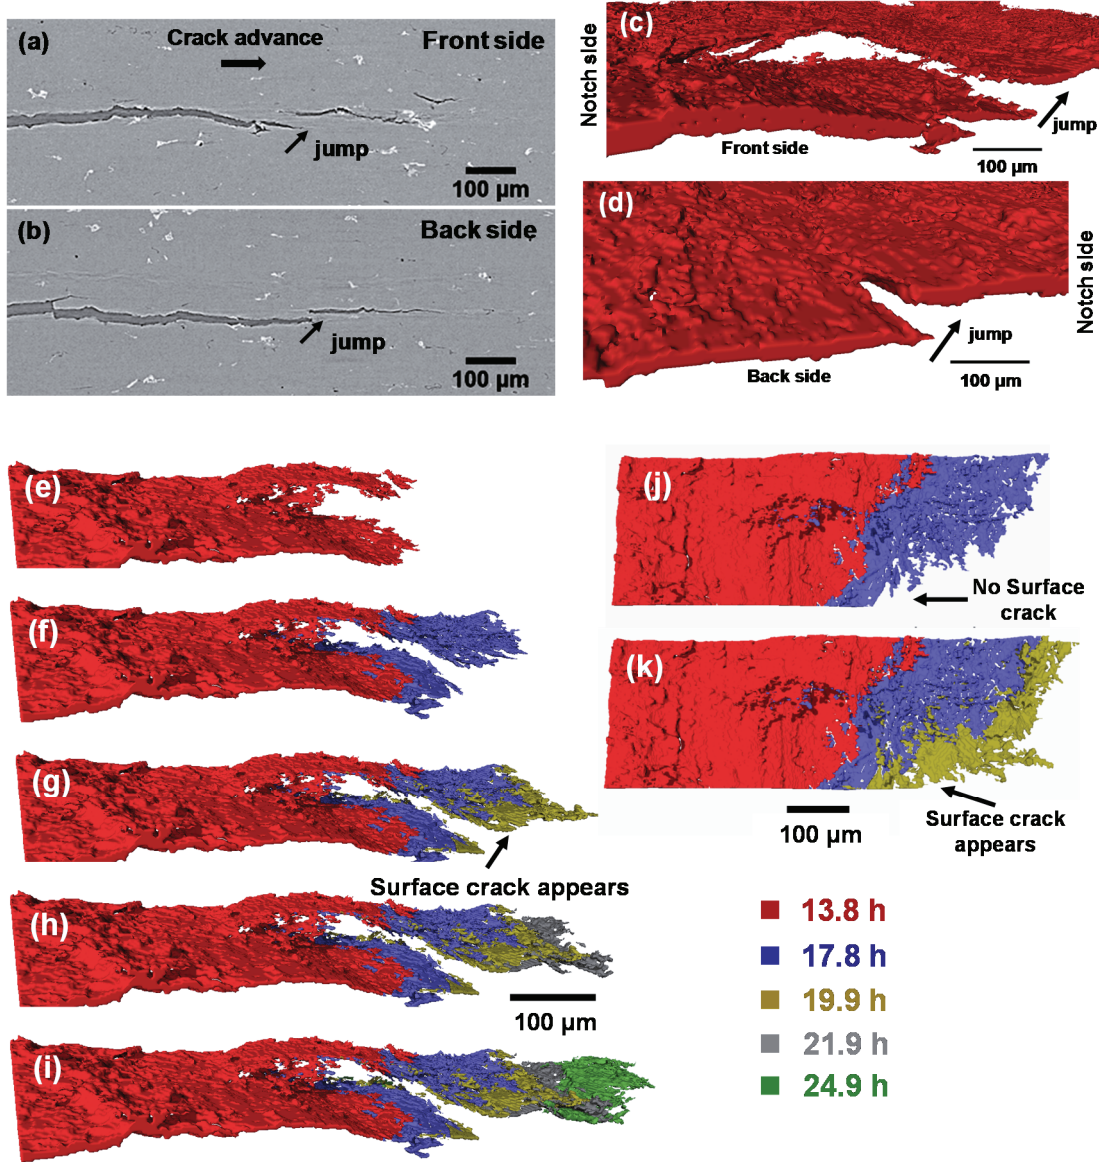 (a)
Crack advance
Front side
jump
100 µm
(b)
Back side
jump
100 µm
(c)
Notch side
Front side
jump
100 µm
(d)
Notch side
Back side
jump
100 µm
(e)
(f)
(g)
Surface crack appears
(h)
100 µm
(i)
(j)
No Surface
crack
(k)
100 µm
Surface crack
appears
13.8 h
17.8 h
19.9 h
21.9 h
24.9 h